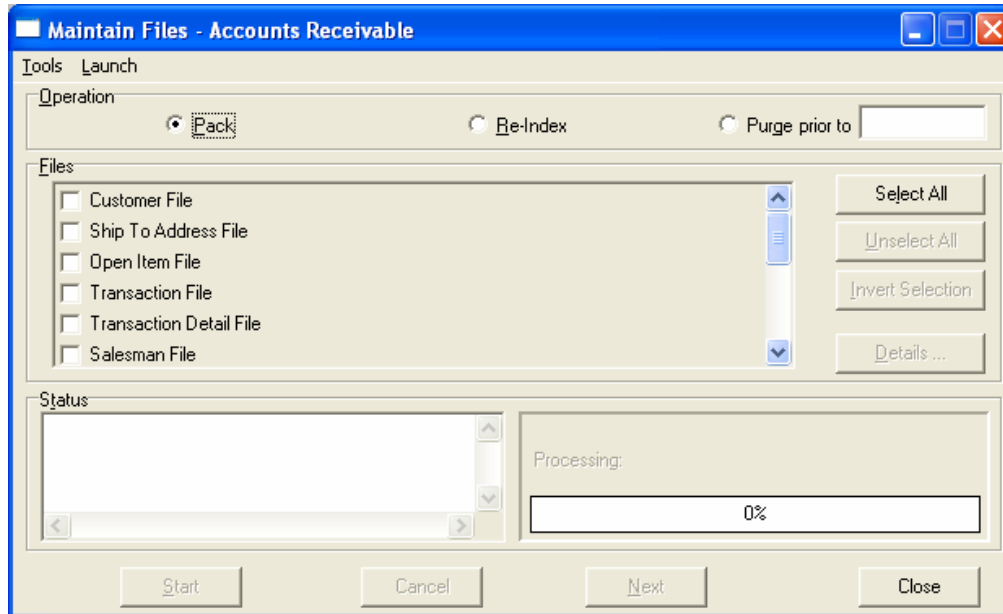 Maintain Files - Accounts Receivable
Tools Launch
Operation
Pack Re-Index Purge prior to
Files
Customer File
Ship To Address File
Open Item File
Transaction File
Transaction Detail File
Salesman File
Select All
Unselect All
Invert Selection
Details ...
Status
Processing:
0%
Start Cancel Next Close